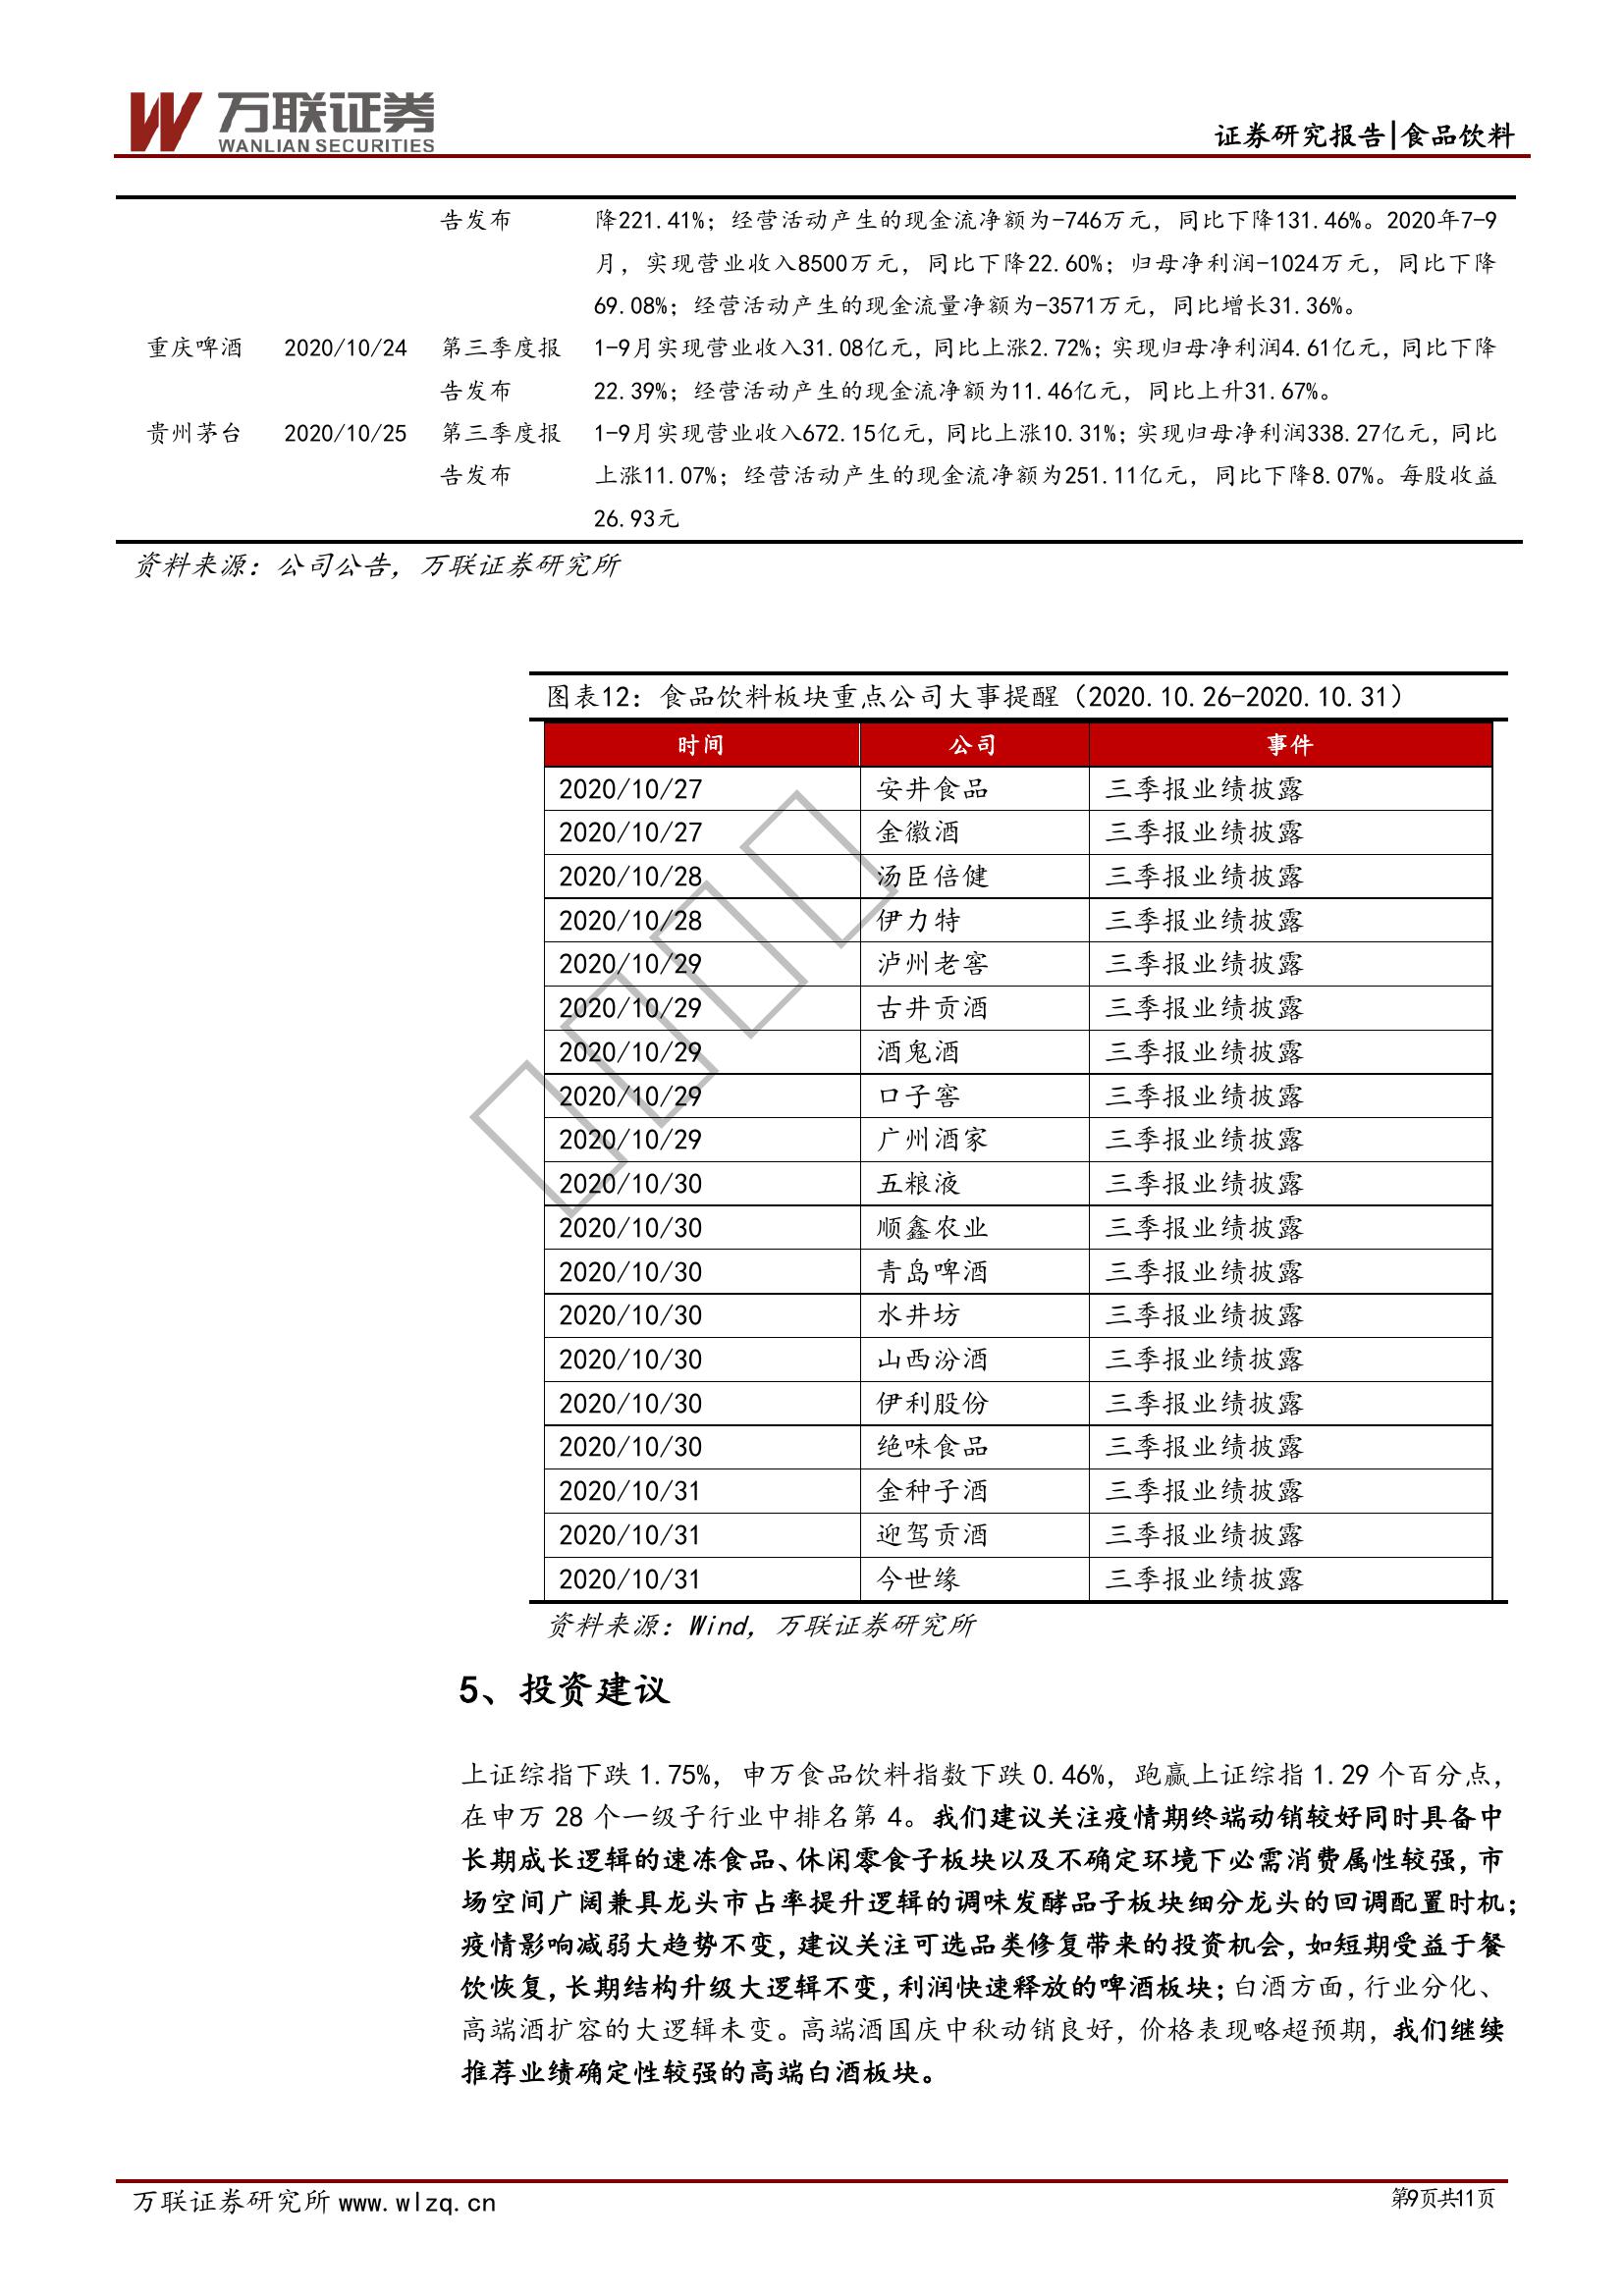 万联证券
WANLIAN SECURITIES
证券研究报告|食品饮料
告发布 降221.41%；经营活动产生的现金流净额为-746万元，同比下降131.46%。2020年7-9
月，实现营业收入8500万元，同比下降22.60%；归母净利润-1024万元，同比下降
69.08%；经营活动产生的现金流量净额为-3571万元，同比增长31.36%。
重庆啤酒 2020/10/24 第三季度报 1-9月实现营业收入31.08亿元，同比上涨2.72%；实现归母净利润4.61亿元，同比下降
告发布 22.39%；经营活动产生的现金流净额为11.46亿元，同比上升31.67%。
贵州茅台 2020/10/25 第三季度报 1-9月实现营业收入672.15亿元，同比上涨10.31%；实现归母净利润338.27亿元，同比
告发布 上涨11.07%；经营活动产生的现金流净额为251.11亿元，同比下降8.07%。每股收益
26.93元
资料来源：公司公告，万联证券研究所
图表12：食品饮料板块重点公司大事提醒（2020.10.26-2020.10.31）
时间 公司 事件
2020/10/27 安井食品 三季报业绩披露
2020/10/27 金徽酒 三季报业绩披露
2020/10/28 汤臣倍健 三季报业绩披露
2020/10/28 伊力特 三季报业绩披露
2020/10/29 泸州老窖 三季报业绩披露
2020/10/29 古井贡酒 三季报业绩披露
2020/10/29 酒鬼酒 三季报业绩披露
2020/10/29 口子窖 三季报业绩披露
2020/10/29 广州酒家 三季报业绩披露
2020/10/30 五粮液 三季报业绩披露
2020/10/30 顺鑫农业 三季报业绩披露
2020/10/30 青岛啤酒 三季报业绩披露
2020/10/30 水井坊 三季报业绩披露
2020/10/30 山西汾酒 三季报业绩披露
2020/10/30 伊利股份 三季报业绩披露
2020/10/30 绝味食品 三季报业绩披露
2020/10/31 金种子酒 三季报业绩披露
2020/10/31 迎驾贡酒 三季报业绩披露
2020/10/31 今世缘 三季报业绩披露
资料来源：Wind，万联证券研究所
5、投资建议
上证综指下跌 1.75%，申万食品饮料指数下跌 0.46%，跑赢上证综指 1.29 个百分点，
在申万 28 个一级子行业中排名第 4。我们建议关注疫情期终端动销较好同时具备中
长期成长逻辑的速冻食品、休闲零食子板块以及不确定环境下必需消费属性较强，市
场空间广阔兼具龙头市占率提升逻辑的调味发酵品子板块细分龙头的回调配置时机；
疫情影响减弱大趋势不变，建议关注可选品类修复带来的投资机会，如短期受益于餐
饮恢复，长期结构升级大逻辑不变，利润快速释放的啤酒板块；白酒方面，行业分化、
高端酒扩容的大逻辑未变。高端酒国庆中秋动销良好，价格表现略超预期，我们继续
推荐业绩确定性较强的高端白酒板块。
万联证券研究所 www.wlzq.cn
第9页共11页